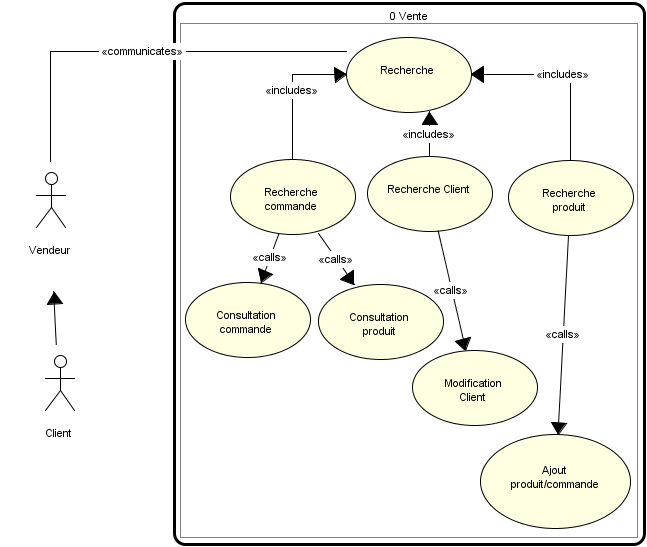 0 Vente
«communicates»
Recherche
«includes»
«includes»
«includes»
Vendeur
Recherche
commande
Recherche Client
Recherche
produit
«calls»
«calls»
«calls»
«calls»
Consultation
commande
Consultation
produit
Modification
Client
Client
Ajout
produit/commande